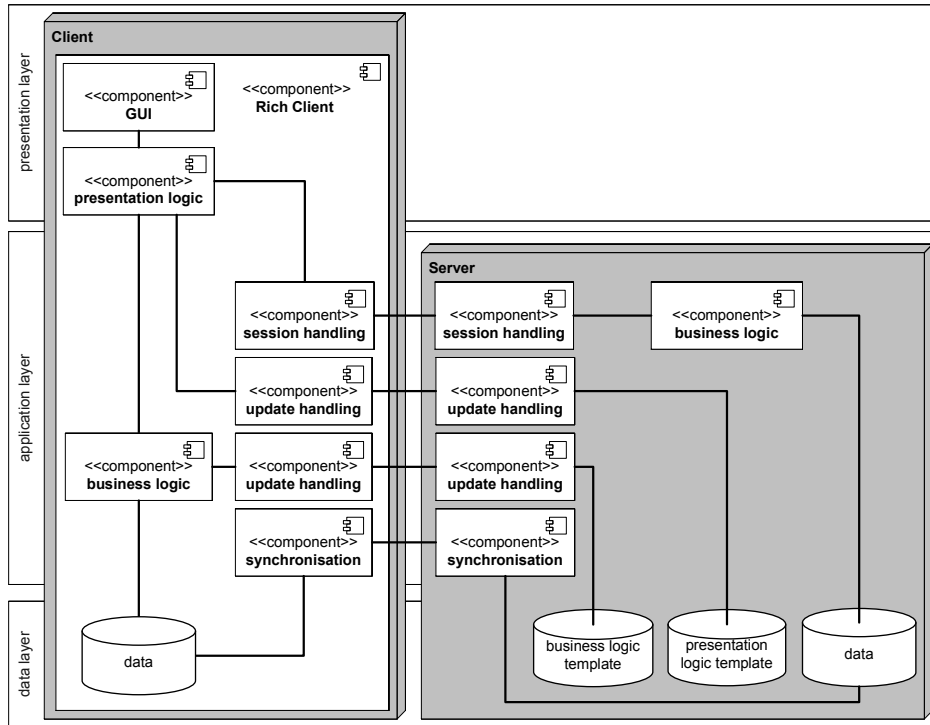 presentation layer
Client
<<component>>
GUI
<<component>>
Rich Client
<<component>>
presentation logic
application layer
Server
<<component>>
session handling
<<component>>
session handling
<<component>>
business logic
<<component>>
update handling
<<component>>
update handling
<<component>>
business logic
<<component>>
update handling
<<component>>
update handling
<<component>>
synchronisation
<<component>>
synchronisation
data layer
data
business logic
template
presentation
logic template
data